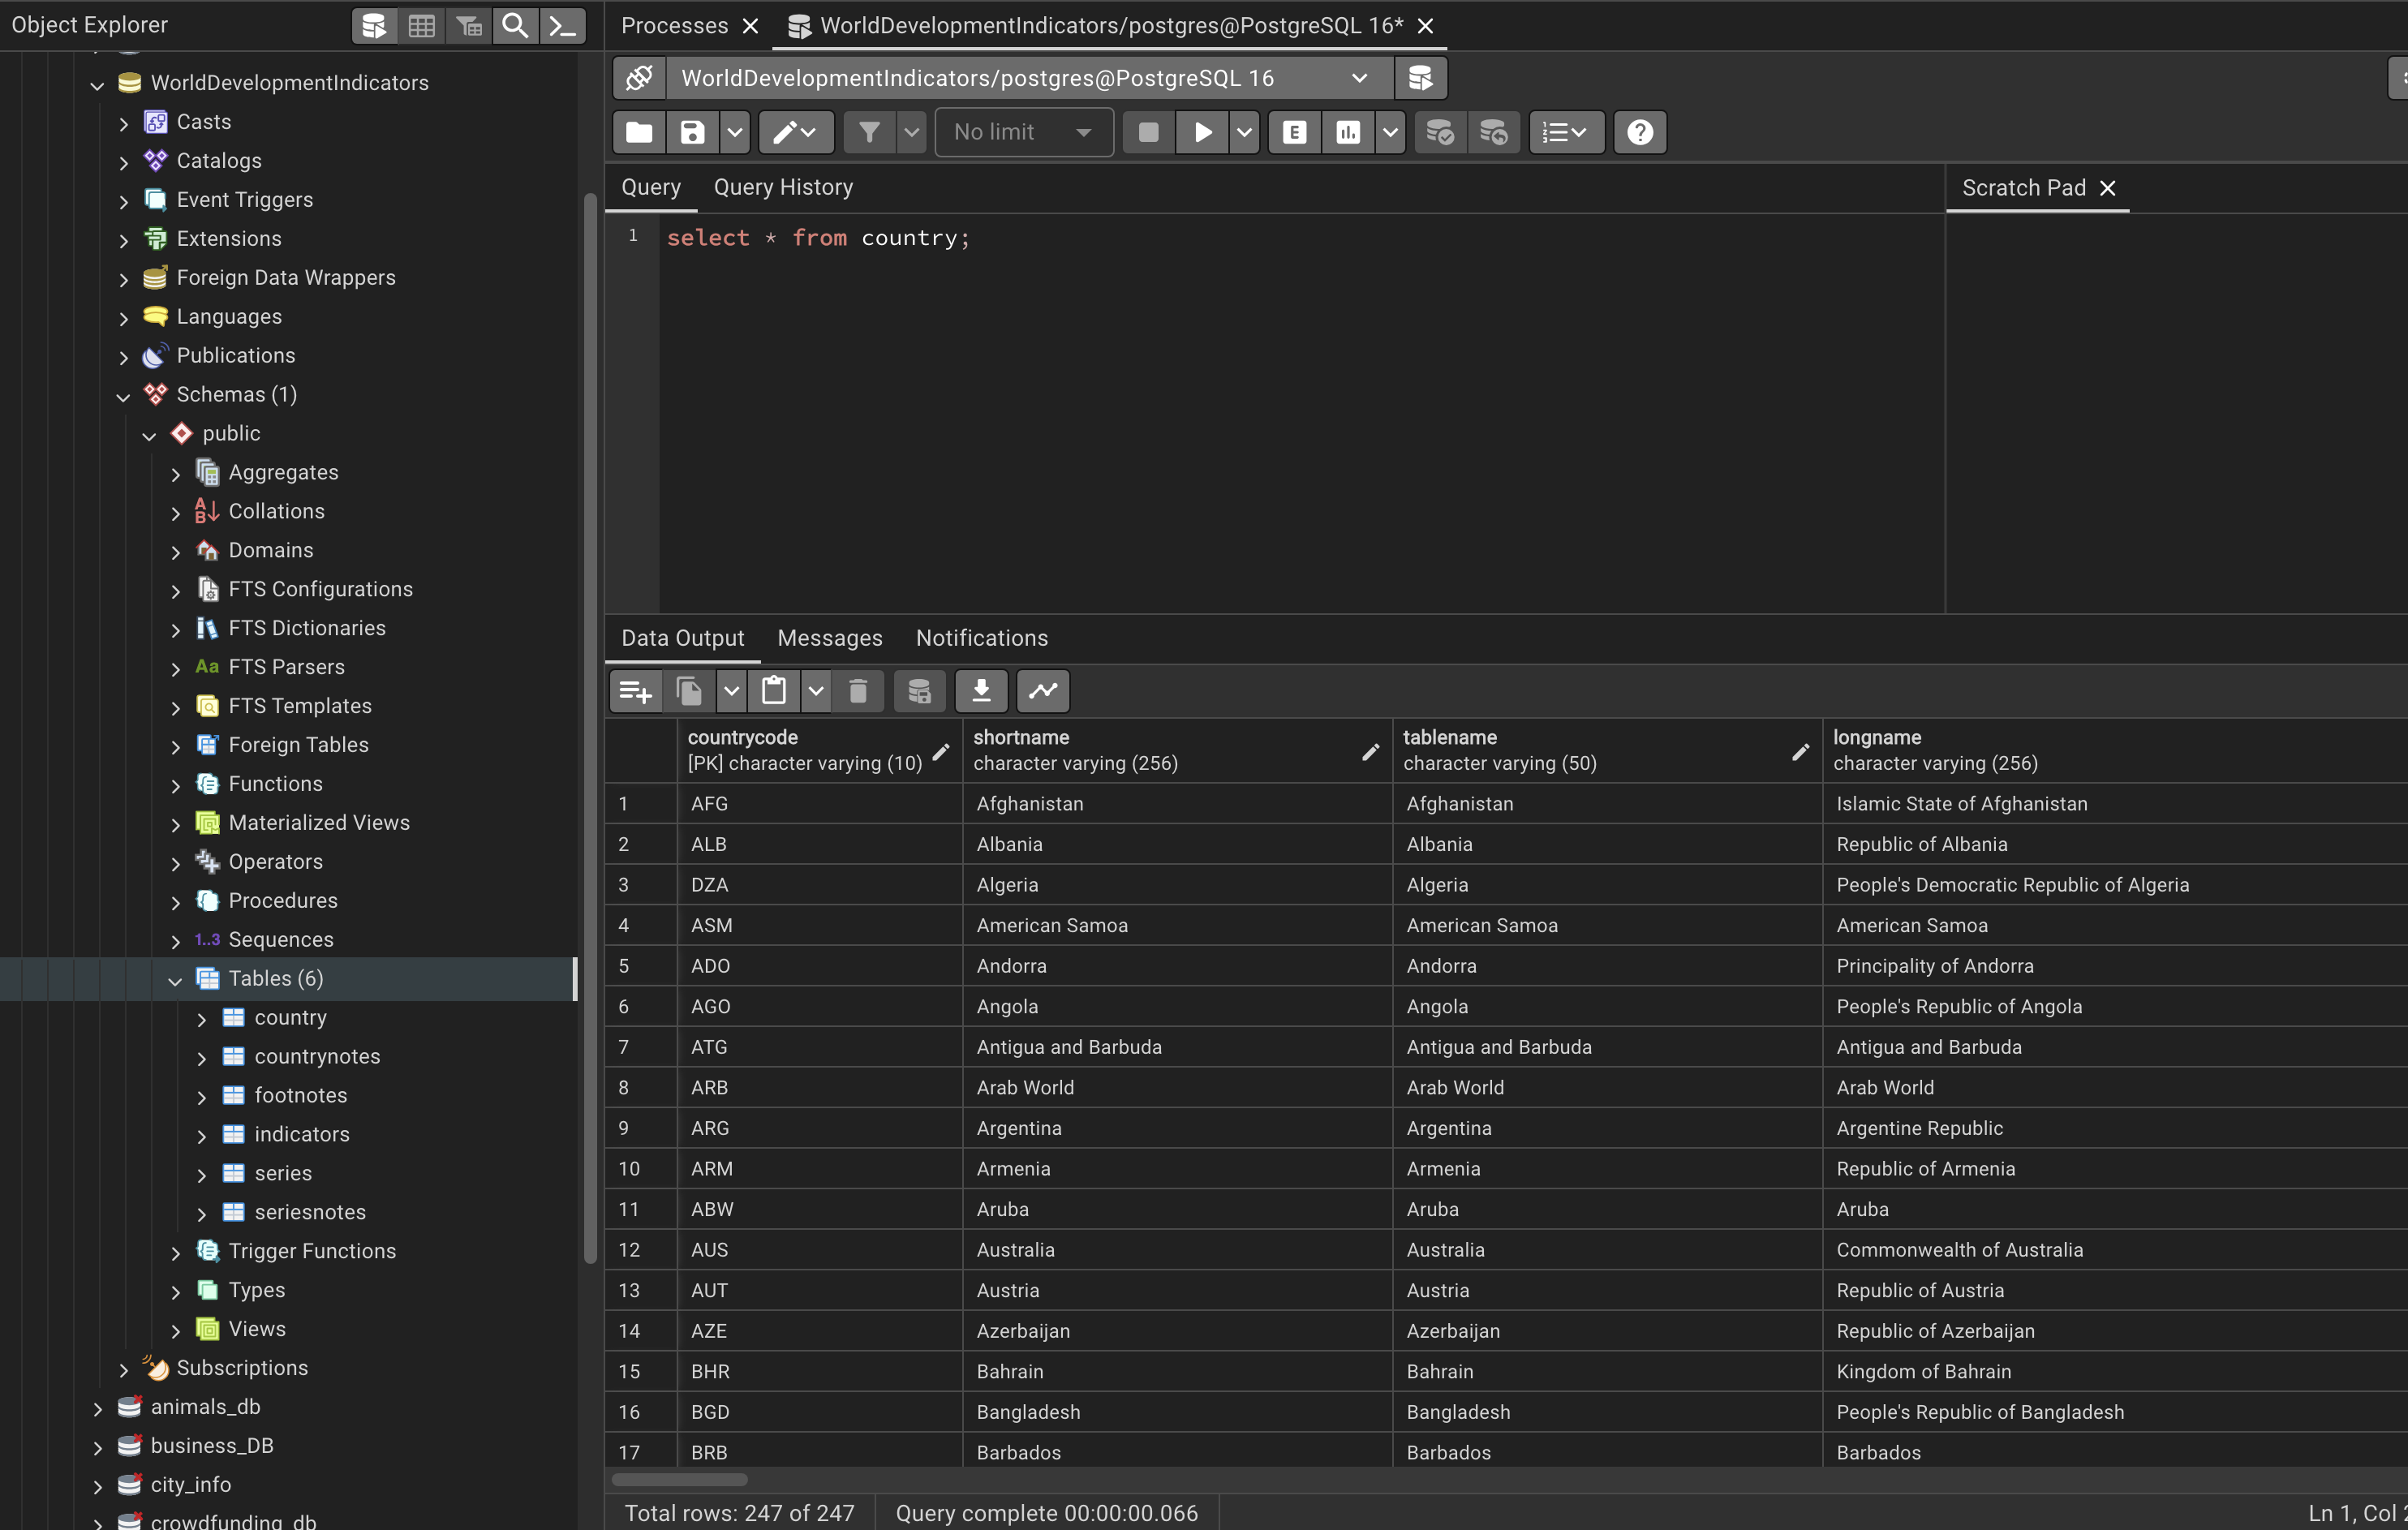 Object Explorer
Processes
WorldDevelopmentIndicators/postgres@PostgreSQL 16*
WorldDevelopmentIndicators
Casts
Catalogs
Event Triggers
Extensions
Foreign Data Wrappers
Languages
Publications
Schemas (1)
public
Aggregates
Collations
Domains
FTS Configurations
FTS Dictionaries
Aa FTS Parsers
FTS Templates
Foreign Tables
Functions
Materialized Views
Operators
Procedures
1..3 Sequences
Tables (6)
country
countrynotes
footnotes
indicators
series
seriesnotes
Trigger Functions
Types
Views
Subscriptions
animals_db
business_DB
city_info
crowdfunding_db
WorldDevelopmentIndicators/postgres@PostgreSQL 16
No limit
E
Query Query History
Scratch Pad
1 select * from country;
Data Output Messages Notifications
countrycode shortname tablename longname
[PK] character varying (10) character varying (256) character varying (50) character varying (256)
1 AFG Afghanistan Afghanistan Islamic State of Afghanistan
2 ALB Albania Albania Republic of Albania
3 DZA Algeria Algeria People's Democratic Republic of Algeria
4 ASM American Samoa American Samoa American Samoa
5 ADO Andorra Andorra Principality of Andorra
6 AGO Angola Angola People's Republic of Angola
7 ATG Antigua and Barbuda Antigua and Barbuda Antigua and Barbuda
8 ARB Arab World Arab World Arab World
9 ARG Argentina Argentina Argentine Republic
10 ARM Armenia Armenia Republic of Armenia
11 ABW Aruba Aruba Aruba
12 AUS Australia Australia Commonwealth of Australia
13 AUT Austria Austria Republic of Austria
14 AZE Azerbaijan Azerbaijan Republic of Azerbaijan
15 BHR Bahrain Bahrain Kingdom of Bahrain
16 BGD Bangladesh Bangladesh People's Republic of Bangladesh
17 BRB Barbados Barbados Barbados
Total rows: 247 of 247 Query complete 00:00:00.066
Ln 1, Col